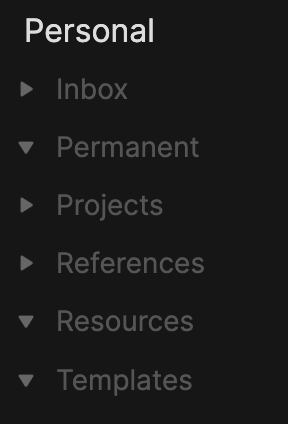 Personal
Inbox
Permanent
Projects
References
Resources
Templates